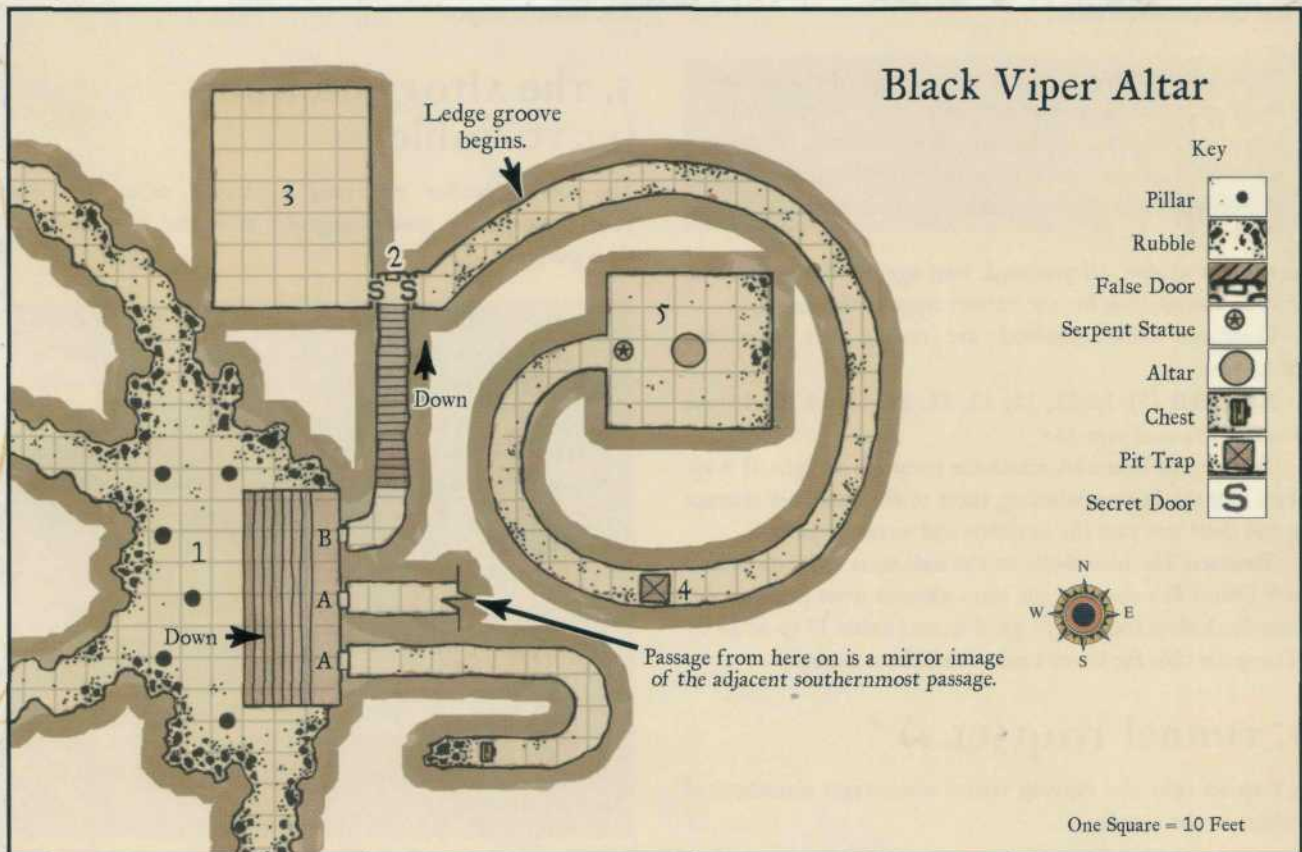 Black Viper Altar
Key
Pillar
Rubble
False Door
Serpent Statue
Altar
Chest
Pit Trap
Secret Door
S
Ledge groove
begins.
3
2
S
S
5
Down
1
B
A
A
Down
4
N
W
E
S
Passage from here on is a mirror image
of the adjacent southernmost passage.
One Square = 10 Feet